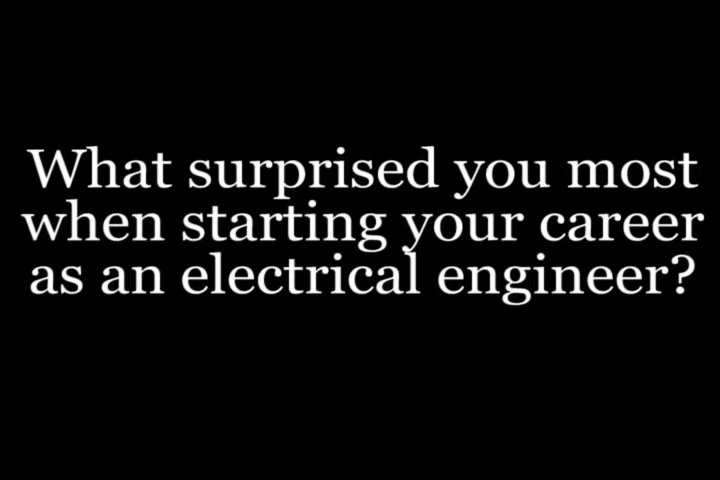 What surprised you most
when starting your career
as an electrical engineer?